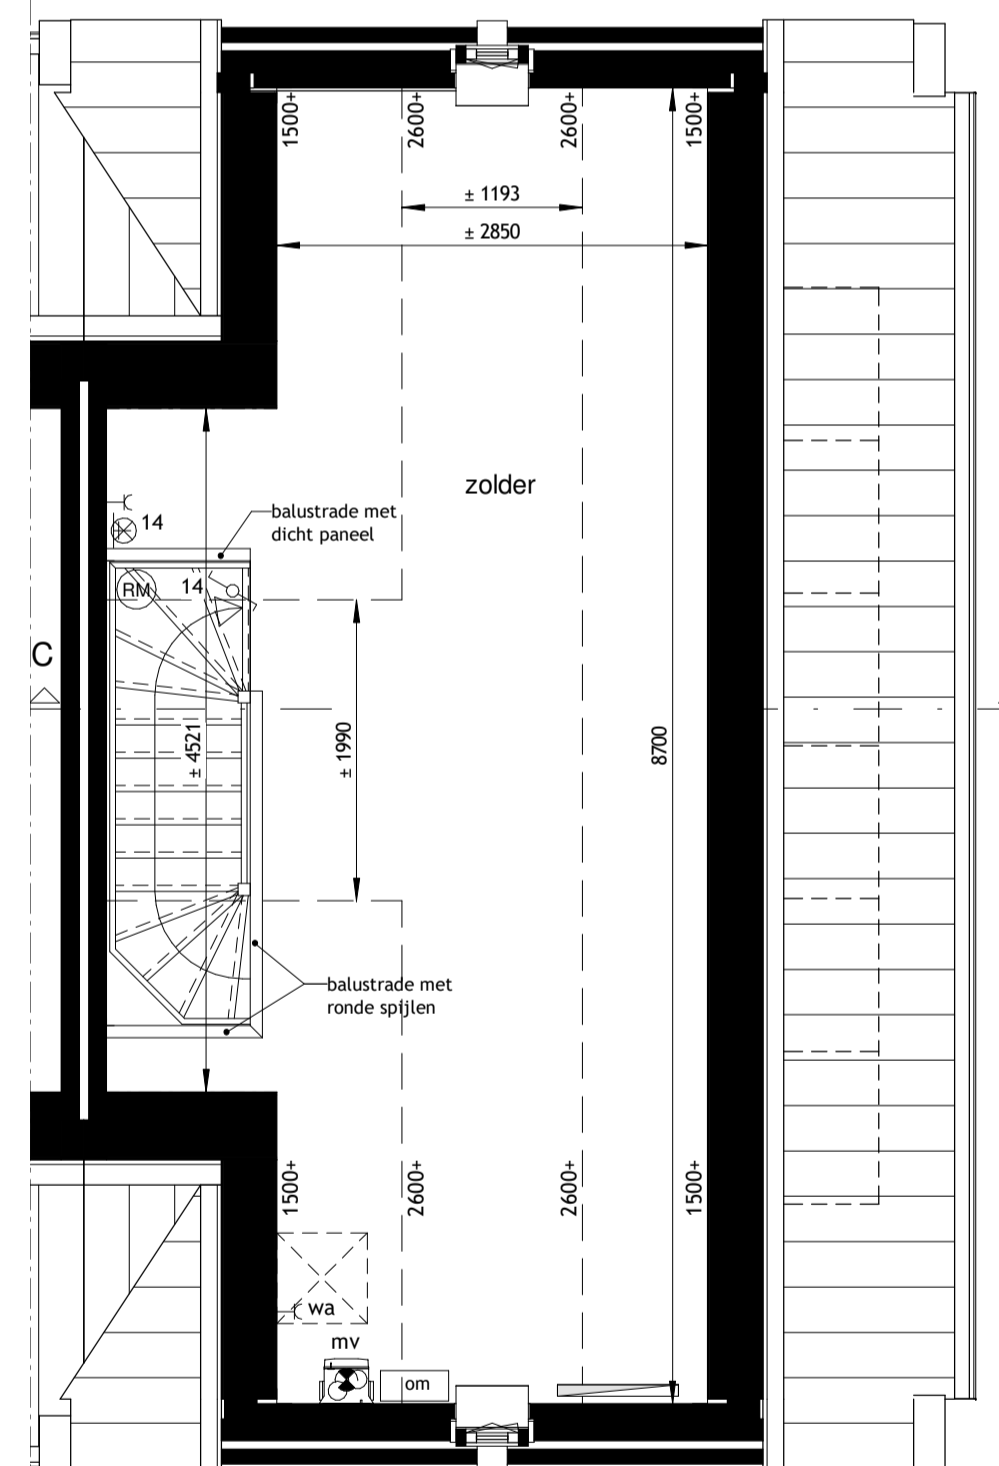 1500+
2600+
2600+
1500+
± 1193
± 2850
zolder
14
balustrade met
dicht paneel
RM
14
C
± 4521
± 1990
8700
balustrade met
ronde spijlen
1500+
2600+
2600+
1500+
wa
mv
om